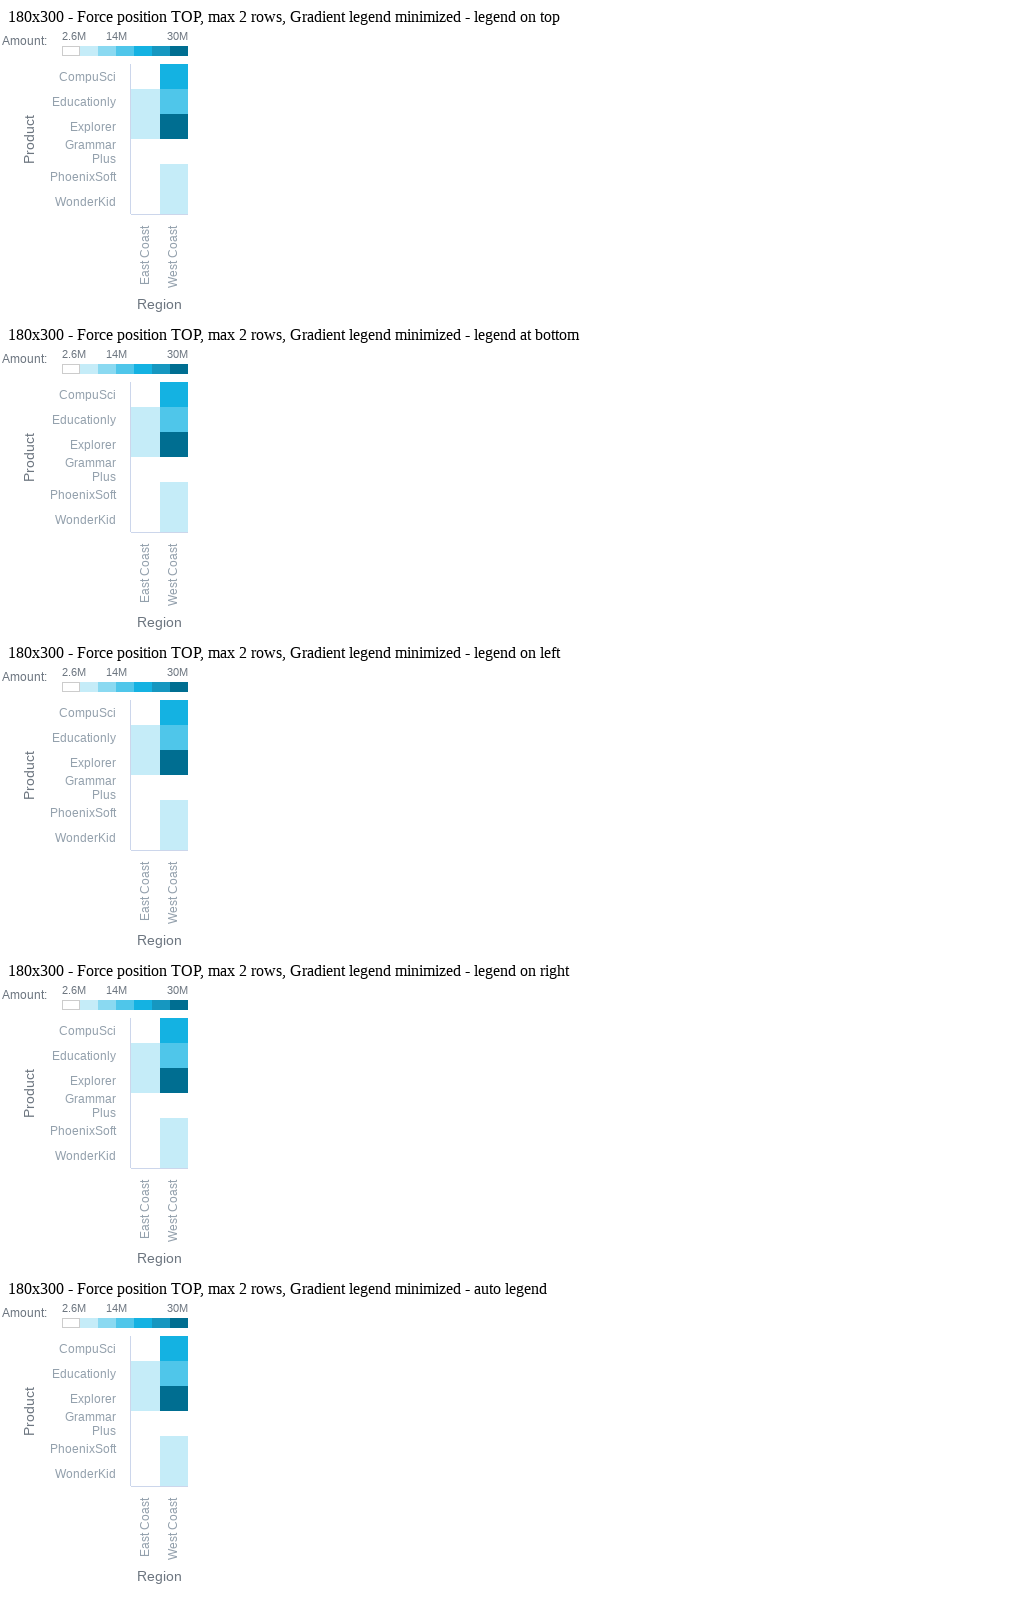 180x300 - Force position TOP, max 2 rows, Gradient legend minimized - legend on top
Amount:
2.6M 14M 30M
CompuSci
Educationly
Explorer
Grammar
Plus
PhoenixSoft
WonderKid
Product
East Coast
West Coast
Region
180x300 - Force position TOP, max 2 rows, Gradient legend minimized - legend at bottom
Amount:
2.6M 14M 30M
CompuSci
Educationly
Explorer
Grammar
Plus
PhoenixSoft
WonderKid
Product
East Coast
West Coast
Region
180x300 - Force position TOP, max 2 rows, Gradient legend minimized - legend on left
Amount:
2.6M 14M 30M
CompuSci
Educationly
Explorer
Grammar
Plus
PhoenixSoft
WonderKid
Product
East Coast
West Coast
Region
180x300 - Force position TOP, max 2 rows, Gradient legend minimized - legend on right
Amount:
2.6M 14M 30M
CompuSci
Educationly
Explorer
Grammar
Plus
PhoenixSoft
WonderKid
Product
East Coast
West Coast
Region
180x300 - Force position TOP, max 2 rows, Gradient legend minimized - auto legend
Amount:
2.6M 14M 30M
CompuSci
Educationly
Explorer
Grammar
Plus
PhoenixSoft
WonderKid
Product
East Coast
West Coast
Region